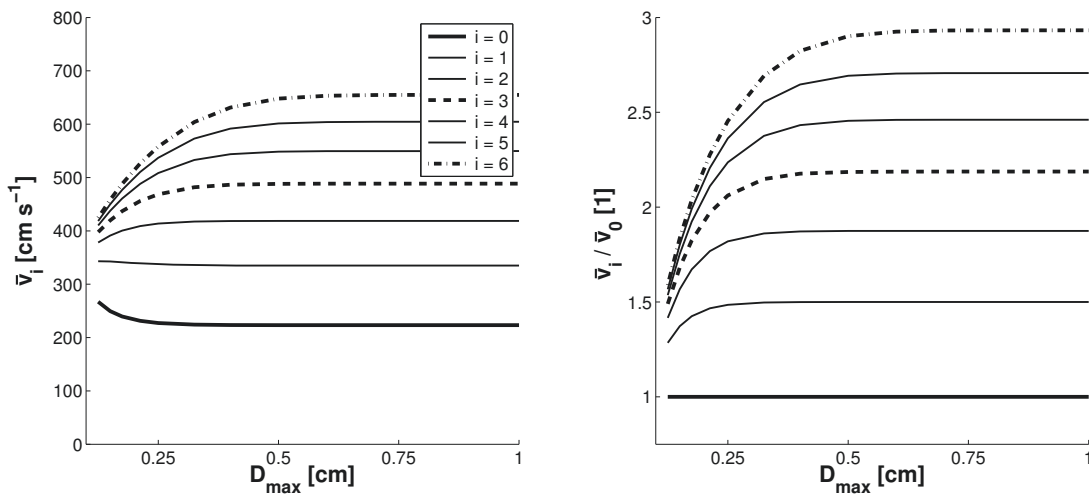 800
700
600
500
400
300
200
100
0
v̄i [cm s−1]
0.25
0.5
0.75
1
Dmax [cm]
i = 0
i = 1
i = 2
i = 3
i = 4
i = 5
i = 6
3
2.5
2
1.5
1
v̄i / v̄0 [1]
0.25
0.5
0.75
1
Dmax [cm]